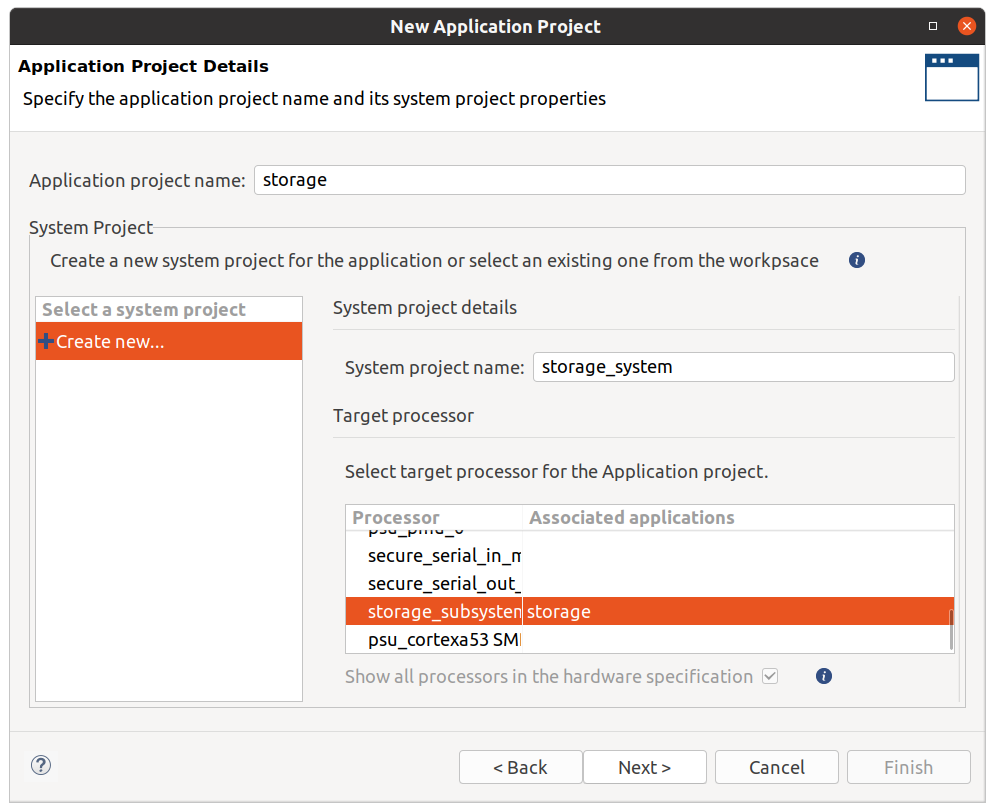 New Application Project
Application Project Details
Specify the application project name and its system project properties
Application project name: storage
System Project
Create a new system project for the application or select an existing one from the workpsace
Select a system project
Create new...
System project details
System project name: storage_system
Target processor
Select target processor for the Application project.
Processor Associated applications
secure_serial_in_m
secure_serial_out_
storage_subsystem storage
psu_cortexa53 SM
Show all processors in the hardware specification
< Back Next > Cancel Finish